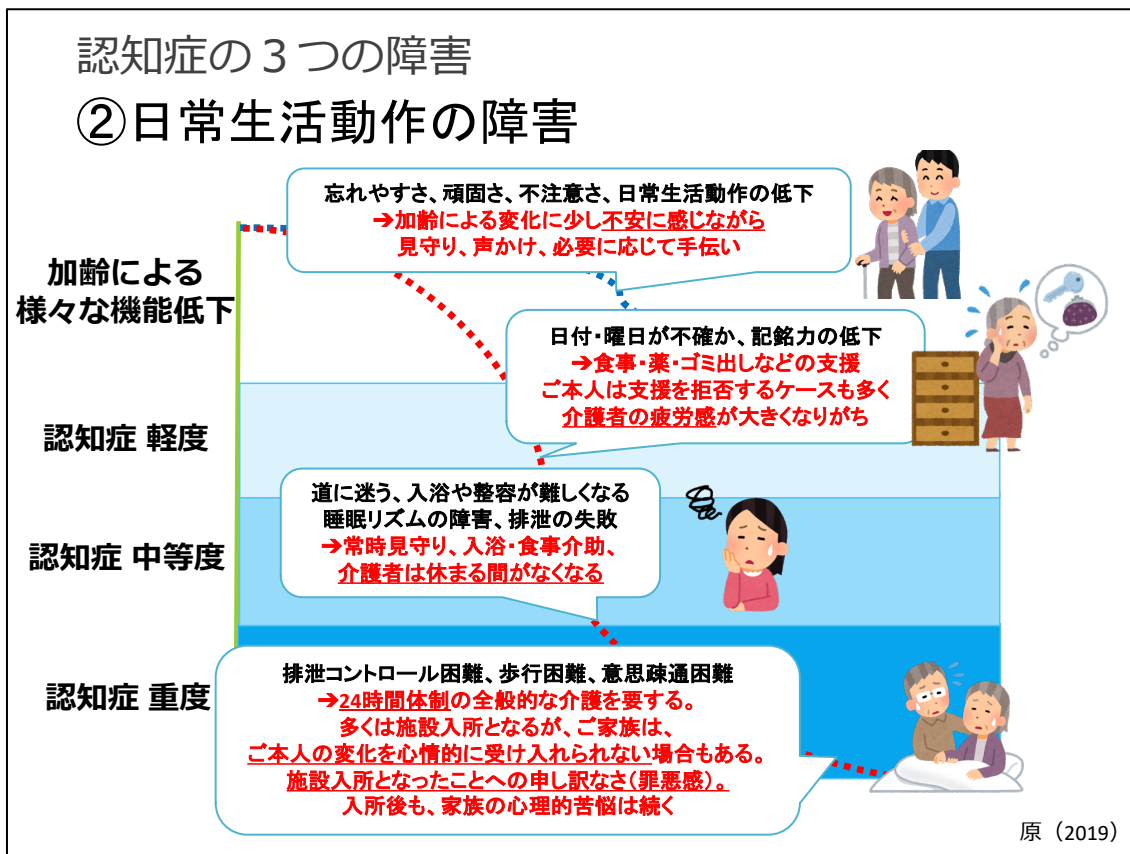 認知症の３つの障害
②日常生活動作の障害
忘れやすさ、頑固さ、不注意さ、日常生活動作の低下
➔加齢による変化に少し不安に感じながら
見守り、声かけ、必要に応じて手伝い
加齢による
様々な機能低下
日付・曜日が不確か、記銘力の低下
➔食事・薬・ゴミ出しなどの支援
ご本人は支援を拒否するケースも多く
介護者の疲労感が大きくなりがち
認知症 軽度
道に迷う、入浴や整容が難しくなる
睡眠リズムの障害、排泄の失敗
➔常時見守り、入浴・食事介助、
介護者は休まる間がなくなる
認知症 中等度
認知症 重度
排泄コントロール困難、歩行困難、意思疎通困難
➔24時間体制の全般的な介護を要する。
多くは施設入所となるが、ご家族は、
ご本人の変化を心情的に受け入れられない場合もある。
施設入所となったことへの申し訳なさ（罪悪感）。
入所後も、家族の心理的苦悩は続く
原（2019）